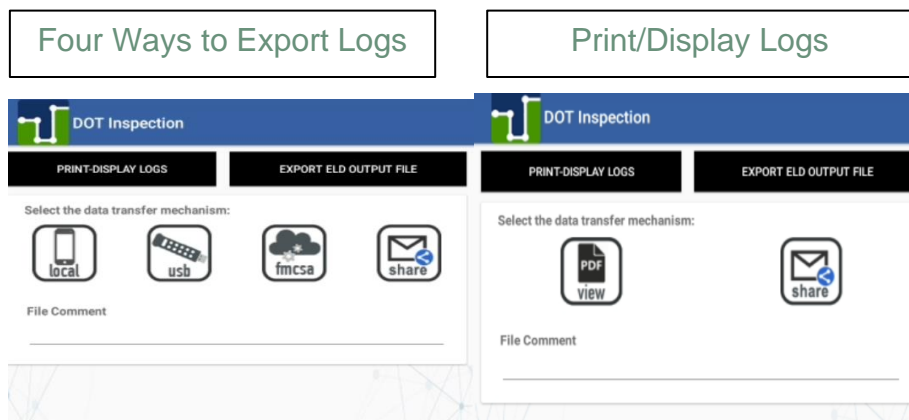 Four Ways to Export Logs
DOT Inspection
PRINT-DISPLAY LOGS
EXPORT ELD OUTPUT FILE
Select the data transfer mechanism:
local
usb
fmcsa
share
File Comment
Print/Display Logs
DOT Inspection
PRINT-DISPLAY LOGS
EXPORT ELD OUTPUT FILE
Select the data transfer mechanism:
PDF
view
share
File Comment